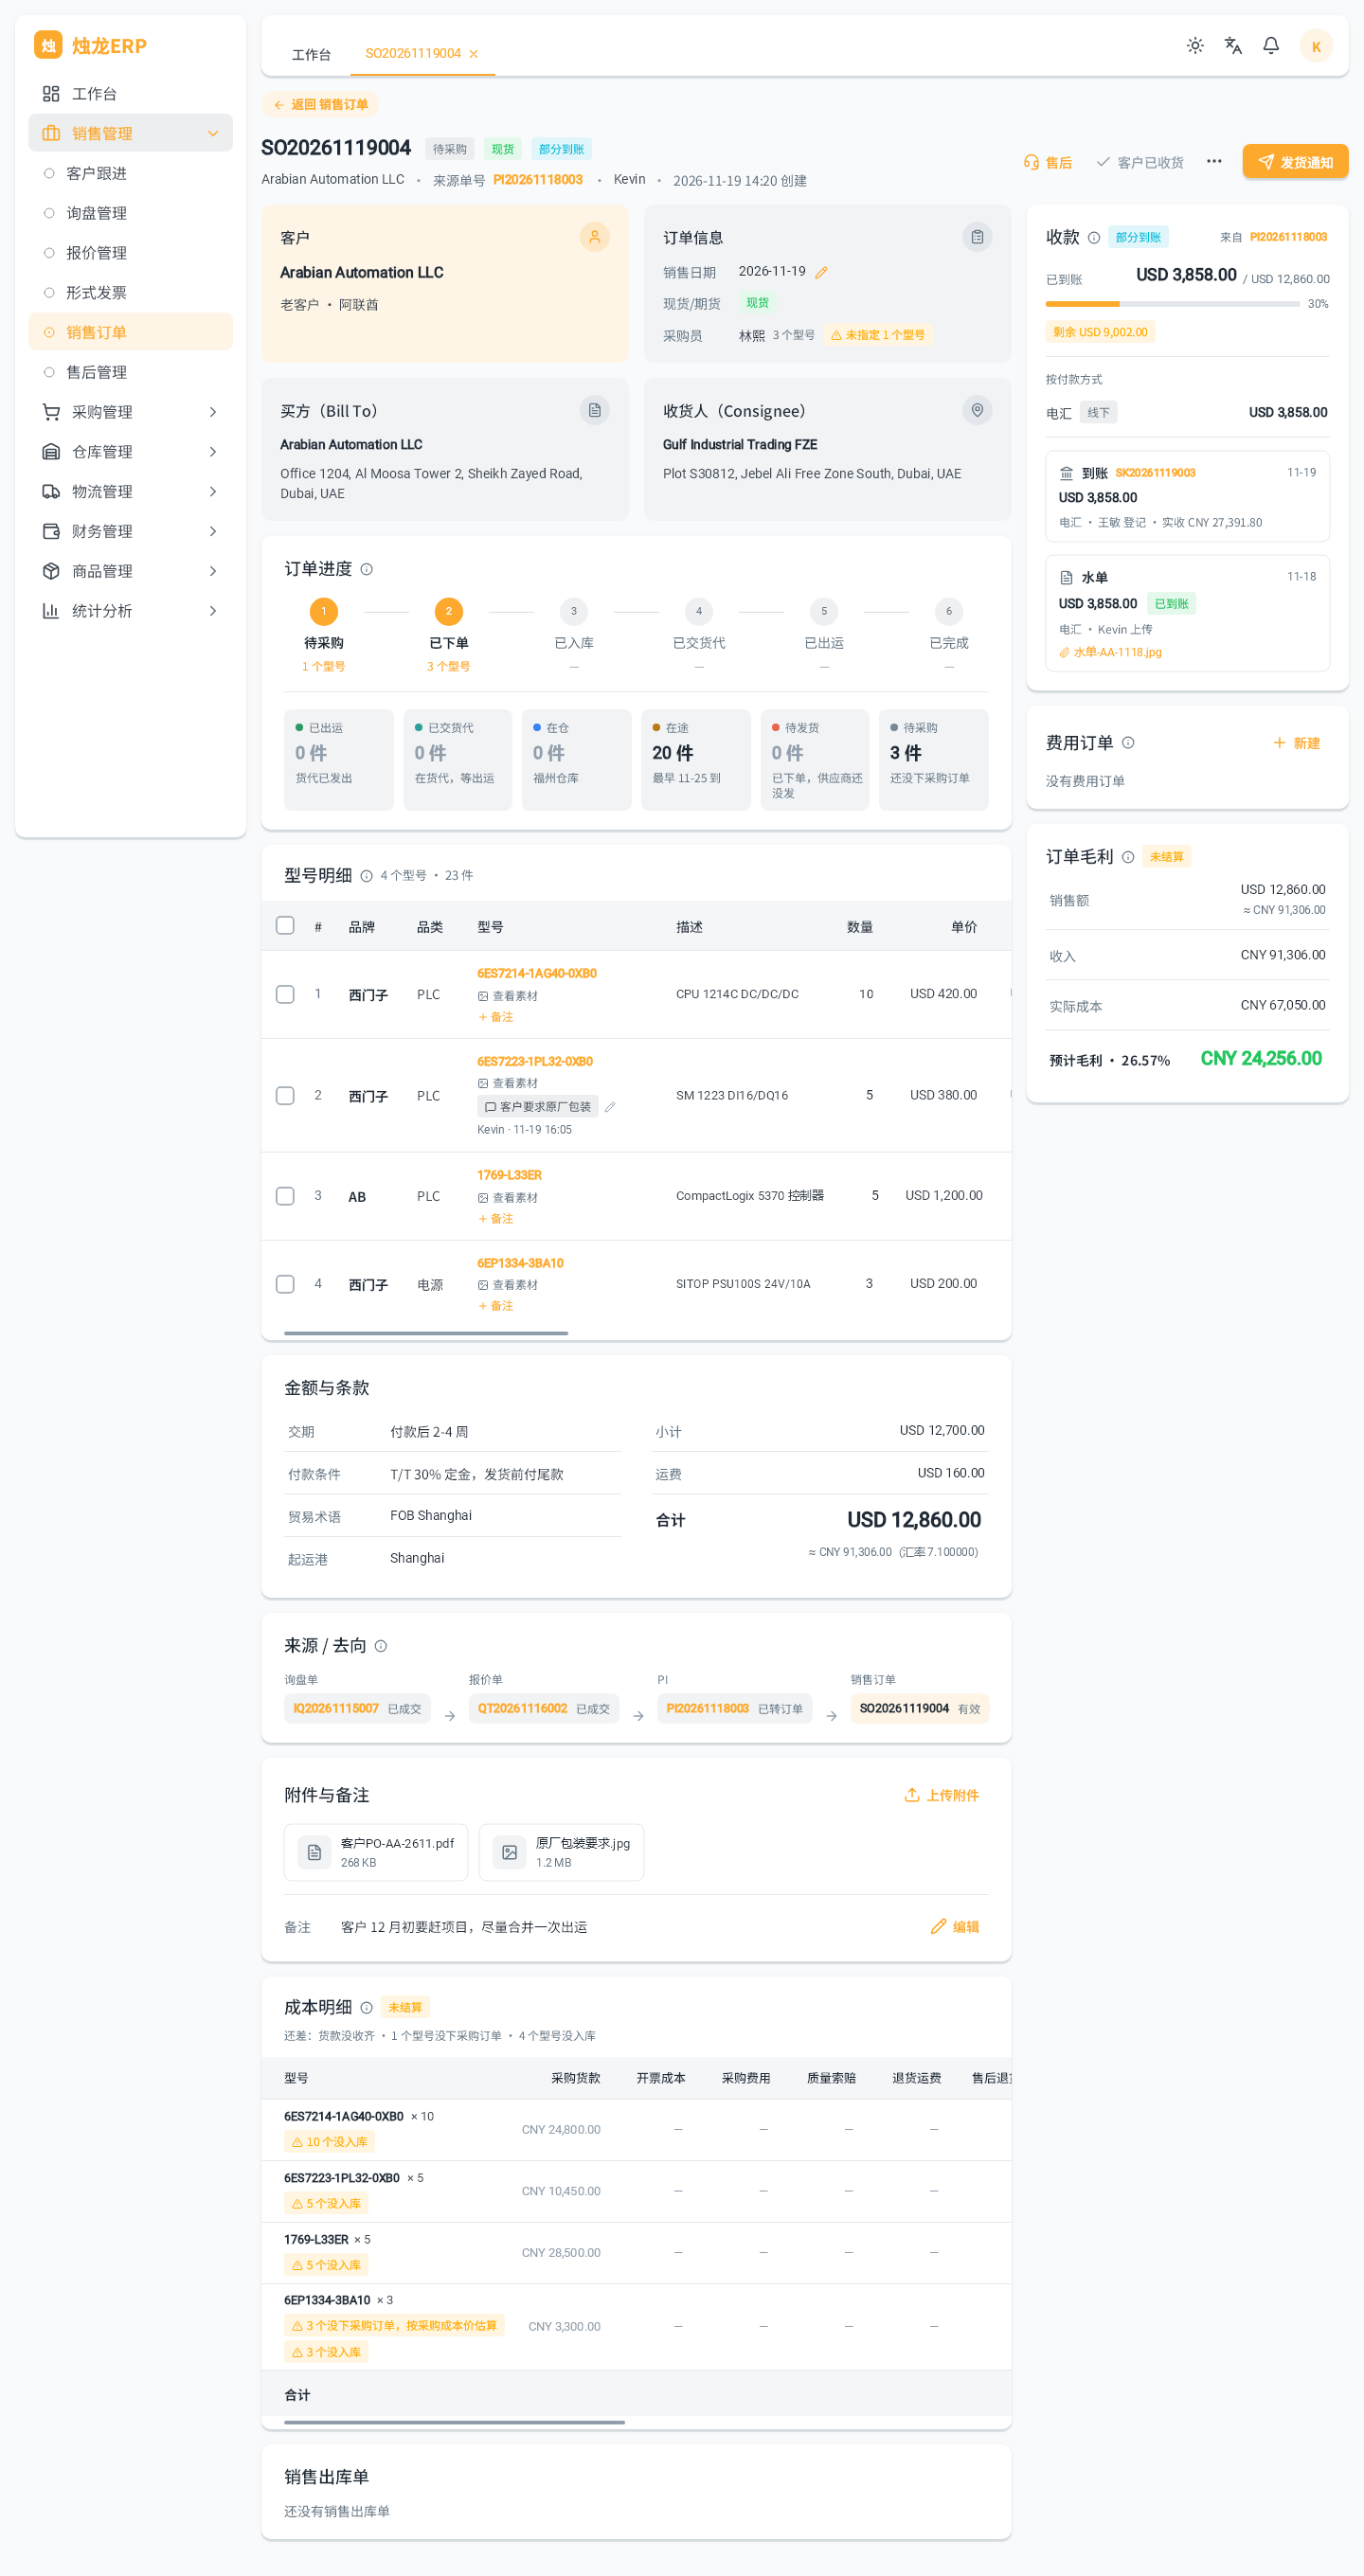 烛 烛龙ERP
工作台
销售管理
客户跟进
询盘管理
报价管理
形式发票
销售订单
售后管理
采购管理
仓库管理
物流管理
财务管理
商品管理
统计分析
工作台 SO20261119004
K
返回 销售订单
SO20261119004 待采购 现货 部分到账
Arabian Automation LLC • 来源单号 PI20261118003 • Kevin • 2026-11-19 14:20 创建
售后 客户已收货 ··· 发货通知
客户
Arabian Automation LLC
老客户 • 阿联酋
订单信息
销售日期 2026-11-19
现货/期货 现货
采购员 林熙 3 个型号 未指定 1 个型号
买方（Bill To）
Arabian Automation LLC
Office 1204, Al Moosa Tower 2, Sheikh Zayed Road,
Dubai, UAE
收货人（Consignee）
Gulf Industrial Trading FZE
Plot S30812, Jebel Ali Free Zone South, Dubai, UAE
订单进度
1 2 3 4 5 6
待采购 已下单 已入库 已交货代 已出运 已完成
1 个型号 3 个型号 — — — —
已出运 已交货代 在仓 在途 待发货 待采购
0 件 0 件 0 件 20 件 0 件 3 件
货代已发出 在货代，等出运 福州仓库 最早 11-25 到 已下单，供应商还 还没下采购订单
没发
型号明细 4 个型号 • 23 件
# 品牌 品类 型号 描述 数量 单价
6ES7214-1AG40-0XB0
1 西门子 PLC 查看素材 CPU 1214C DC/DC/DC 10 USD 420.00
+ 备注
6ES7223-1PL32-0XB0
查看素材
2 西门子 PLC 客户要求原厂包装 SM 1223 DI16/DQ16 5 USD 380.00
Kevin · 11-19 16:05
1769-L33ER
3 AB PLC 查看素材 CompactLogix 5370 控制器 5 USD 1,200.00
+ 备注
6EP1334-3BA10
4 西门子 电源 查看素材 SITOP PSU100S 24V/10A 3 USD 200.00
+ 备注
金额与条款
交期 付款后 2-4 周
付款条件 T/T 30% 定金，发货前付尾款
贸易术语 FOB Shanghai
起运港 Shanghai
小计 USD 12,700.00
运费 USD 160.00
合计 USD 12,860.00
≈ CNY 91,306.00（汇率 7.100000）
来源 / 去向
询盘单 报价单 PI 销售订单
IQ20261115007 已成交 → QT20261116002 已成交 → PI20261118003 已转订单 → SO20261119004 有效
附件与备注 上传附件
客户PO-AA-2611.pdf
268 KB
原厂包装要求.jpg
1.2 MB
备注 客户 12 月初要赶项目，尽量合并一次出运 编辑
成本明细 未结算
还差：货款没收齐 • 1 个型号没下采购订单 • 4 个型号没入库
型号 采购货款 开票成本 采购费用 质量索赔 退货运费 售后退
6ES7214-1AG40-0XB0 × 10
10 个没入库 CNY 24,800.00 — — — —
6ES7223-1PL32-0XB0 × 5
5 个没入库 CNY 10,450.00 — — — —
1769-L33ER × 5
5 个没入库 CNY 28,500.00 — — — —
6EP1334-3BA10 × 3
3 个没下采购订单，按采购成本价估算 CNY 3,300.00 — — — —
3 个没入库
合计
销售出库单
还没有销售出库单
收款 部分到账 来自 PI20261118003
已到账 USD 3,858.00 / USD 12,860.00
30%
剩余 USD 9,002.00
按付款方式
电汇 线下 USD 3,858.00
到账 SK20261119003 11-19
USD 3,858.00
电汇 • 王敏 登记 • 实收 CNY 27,391.80
水单 11-18
USD 3,858.00 已到账
电汇 • Kevin 上传
水单-AA-1118.jpg
费用订单 + 新建
没有费用订单
订单毛利 未结算
销售额 USD 12,860.00
≈ CNY 91,306.00
收入 CNY 91,306.00
实际成本 CNY 67,050.00
预计毛利 • 26.57% CNY 24,256.00